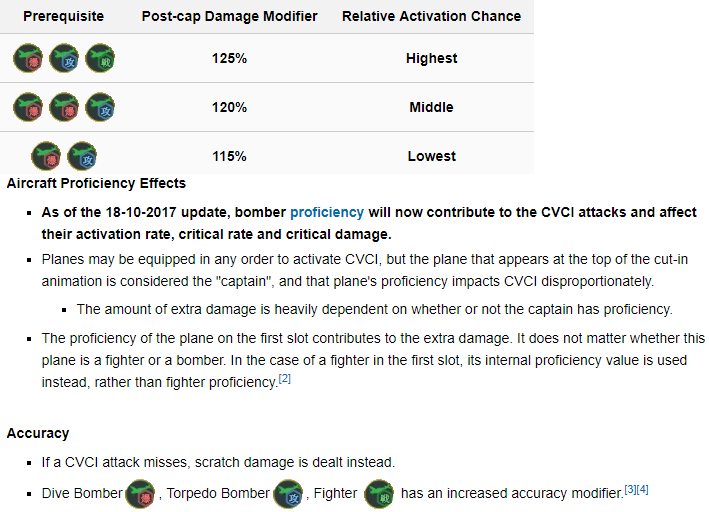 Prerequisite Post-cap Damage Modifier Relative Activation Chance
爆 攻 戦 125% Highest
爆 爆 攻 120% Middle
爆 攻 115% Lowest
Aircraft Proficiency Effects
As of the 18-10-2017 update, bomber proficiency will now contribute to the CVCI attacks and affect
their activation rate, critical rate and critical damage.
Planes may be equipped in any order to activate CVCI, but the plane that appears at the top of the cut-in
animation is considered the "captain", and that plane's proficiency impacts CVCI disproportionately.
The amount of extra damage is heavily dependent on whether or not the captain has proficiency.
The proficiency of the plane on the first slot contributes to the extra damage. It does not matter whether this
plane is a fighter or a bomber. In the case of a fighter in the first slot, its internal proficiency value is used
instead, rather than fighter proficiency.[2]
Accuracy
If a CVCI attack misses, scratch damage is dealt instead.
Dive Bomber 爆 , Torpedo Bomber 攻 , Fighter 戦 has an increased accuracy modifier.[3][4]